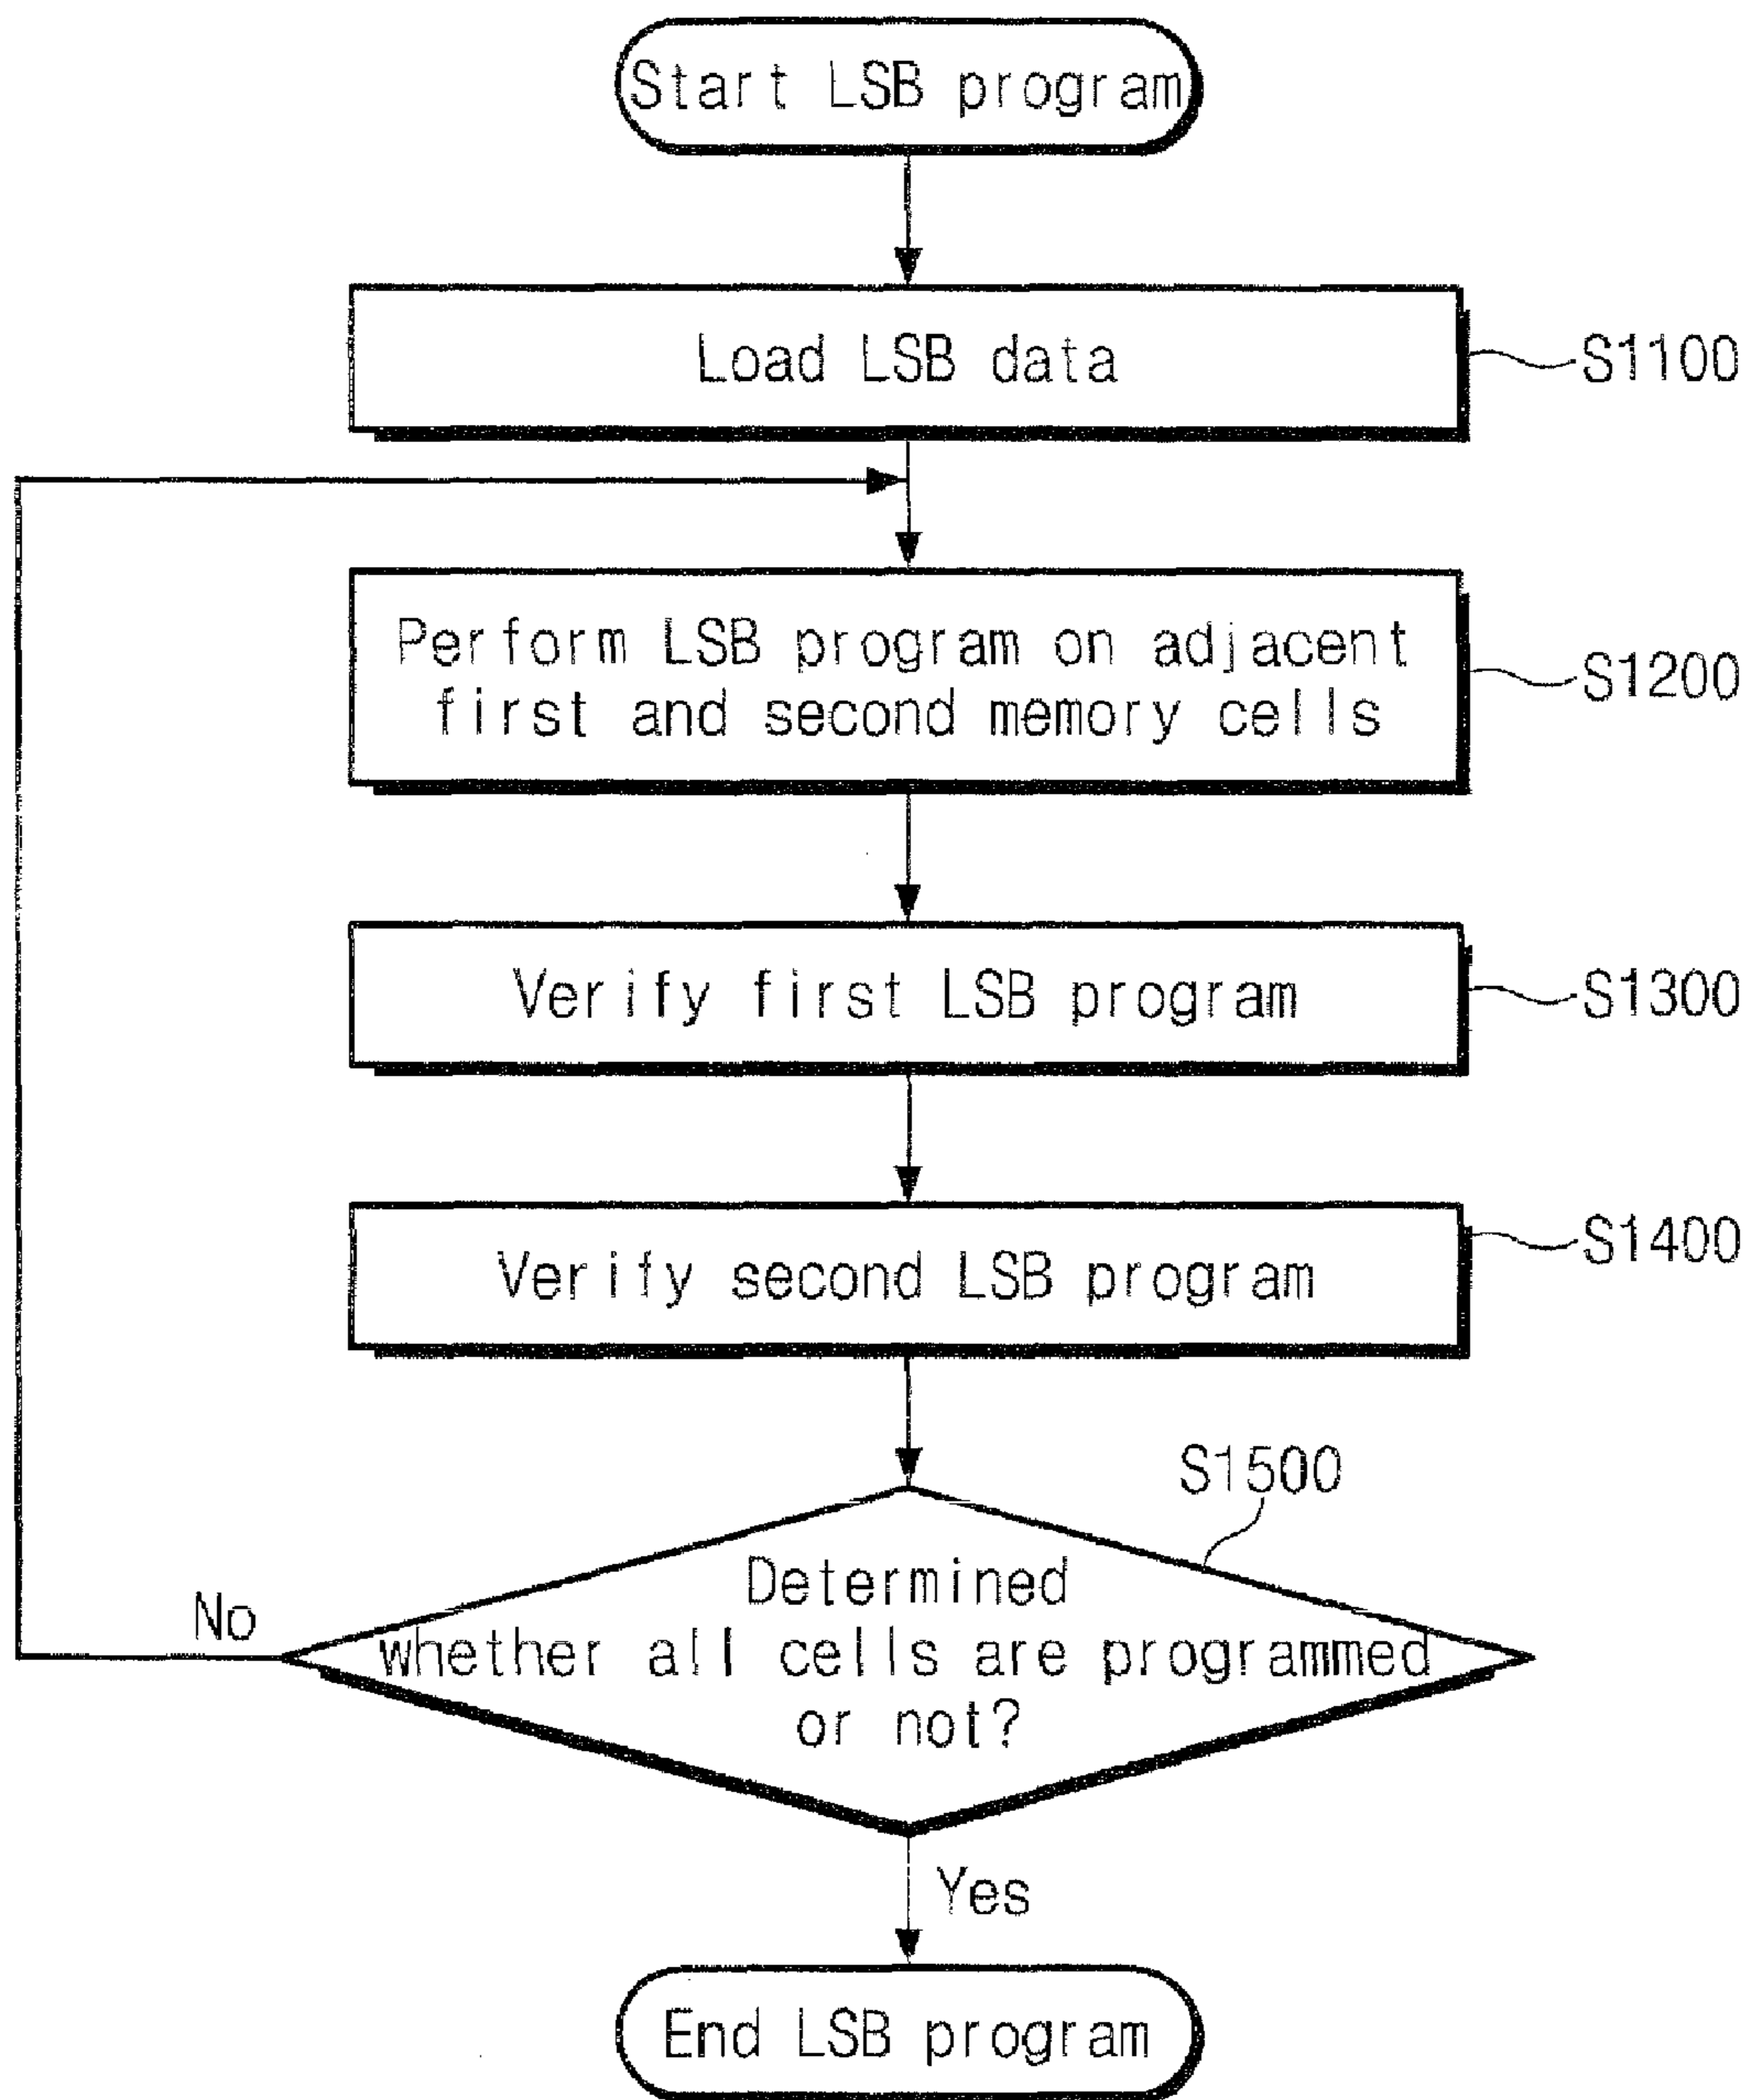 Start LSB program
Load LSB data
S1100
Perform LSB program on adjacent
first and second memory cells
S1200
Verify first LSB program
S1300
Verify second LSB program
S1400
S1500
Determined
whether all cells are programmed
or not?
No
Yes
End LSB program